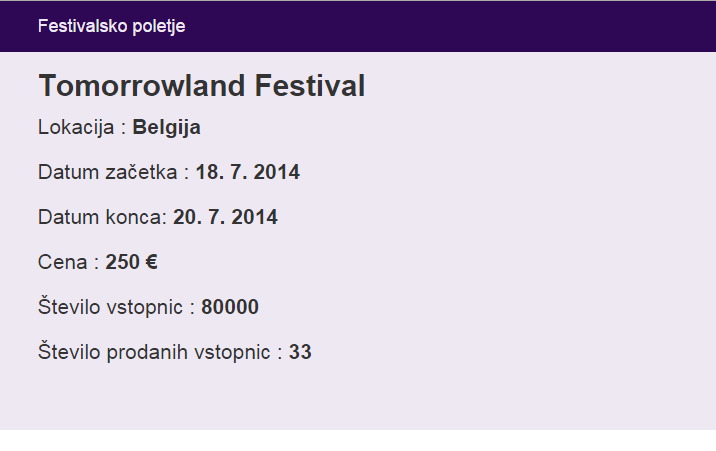 Festivalsko poletje
Tomorrowland Festival
Lokacija : Belgija
Datum začetka : 18. 7. 2014
Datum konca: 20. 7. 2014
Cena : 250 €
Število vstopnic : 80000
Število prodanih vstopnic : 33